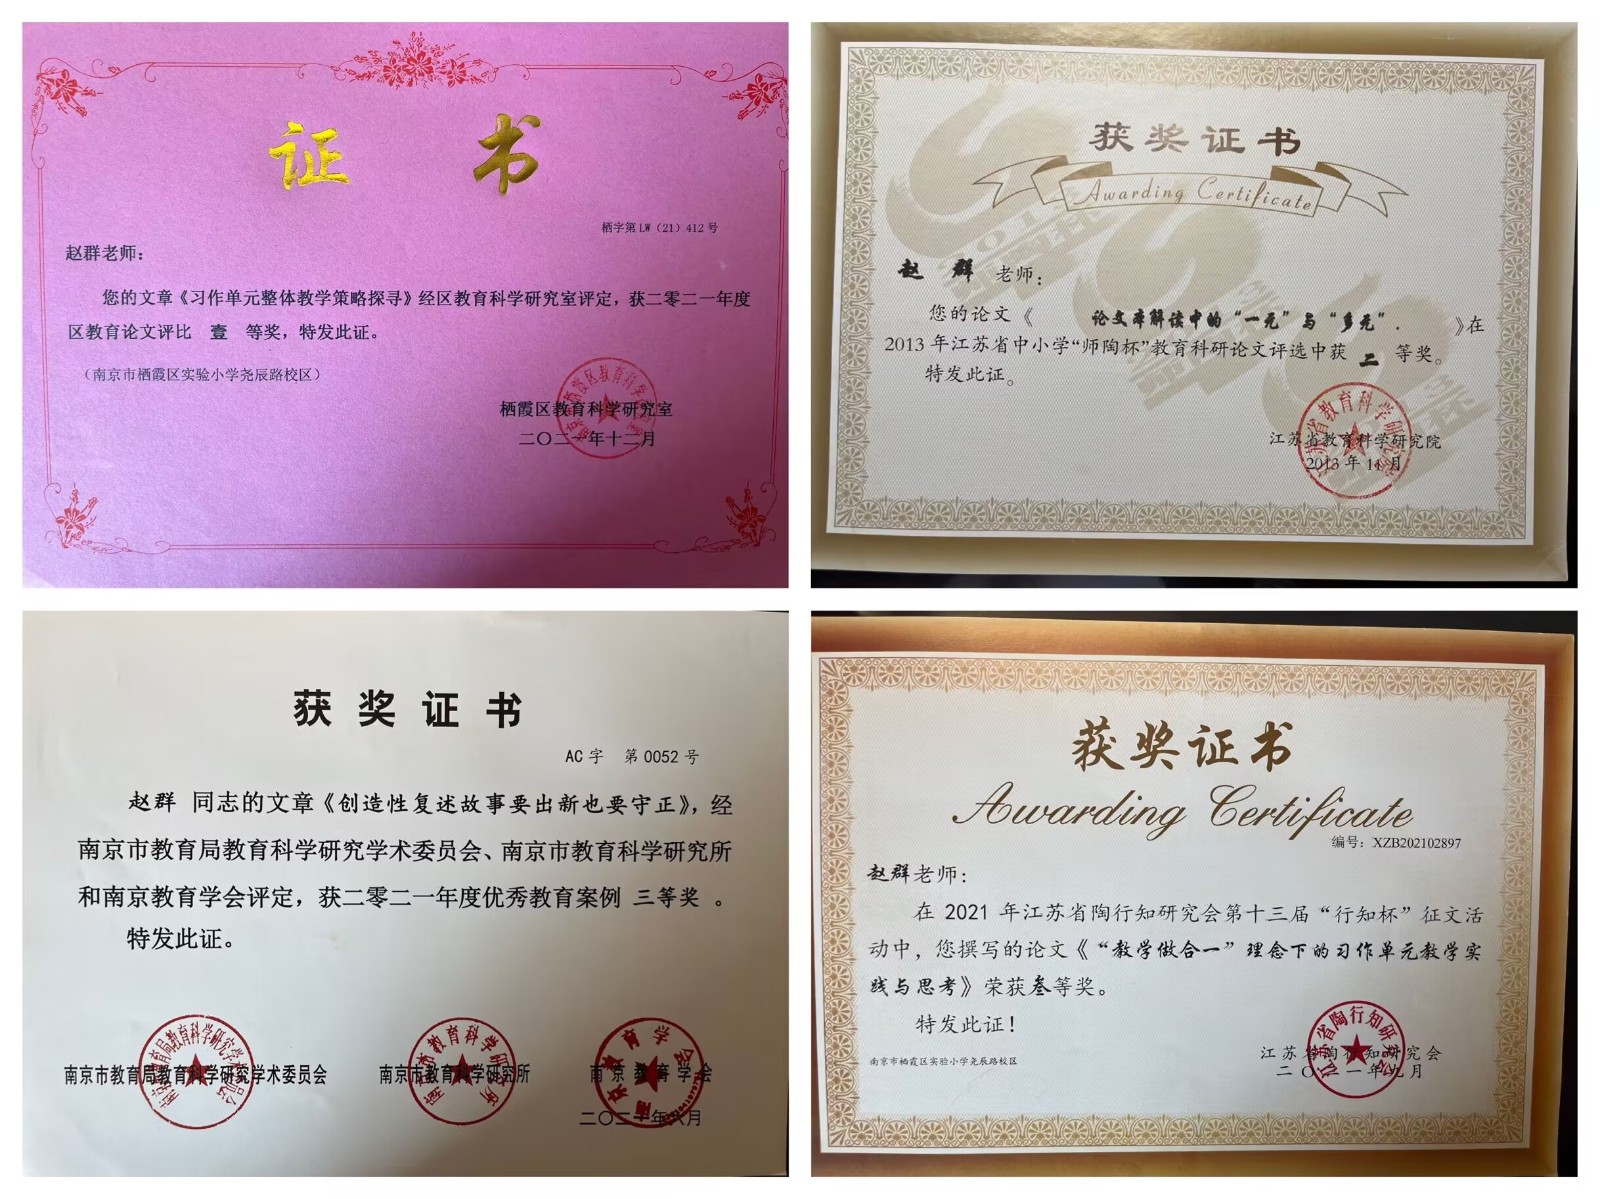 证 书
栖字第LW（21）412号
赵群老师：
您的文章《习作单元整体教学策略探寻》经区教育科学研究室评定，获二零二一年度
区教育论文评比 壹 等奖，特发此证。
（南京市栖霞区实验小学尧辰路校区）
栖霞区教育科学研究室
二〇二一年十二月
获奖证书
Awarding Certificate
赵 群 老师：
您的论文《 论文本解读中的“一元”与“多元”. 》在
2013年江苏省中小学“师陶杯”教育科研论文评选中获 二 等奖。
特发此证。
江苏省教育科学研究院
2013年11月
获奖证书
AC字 第0052号
赵群 同志的文章《创造性复述故事要出新也要守正》，经
南京市教育局教育科学研究学术委员会、南京市教育科学研究所
和南京教育学会评定，获二零二一年度优秀教育案例 三等奖 。
特发此证。
南京市教育局教育科学研究学术委员会 南京市教育科学研究所 南京教育学会
二〇二一年八月
获奖证书
Awarding Certificate
编号：XZB202102897
赵群老师：
在 2021 年江苏省陶行知研究会第十三届“行知杯”征文活
动中，您撰写的论文《“教学做合一”理念下的习作单元教学实
践与思考》荣获叁等奖。
特发此证！
南京市栖霞区实验小学尧辰路校区
江苏省陶行知研究会
二〇二一年九月